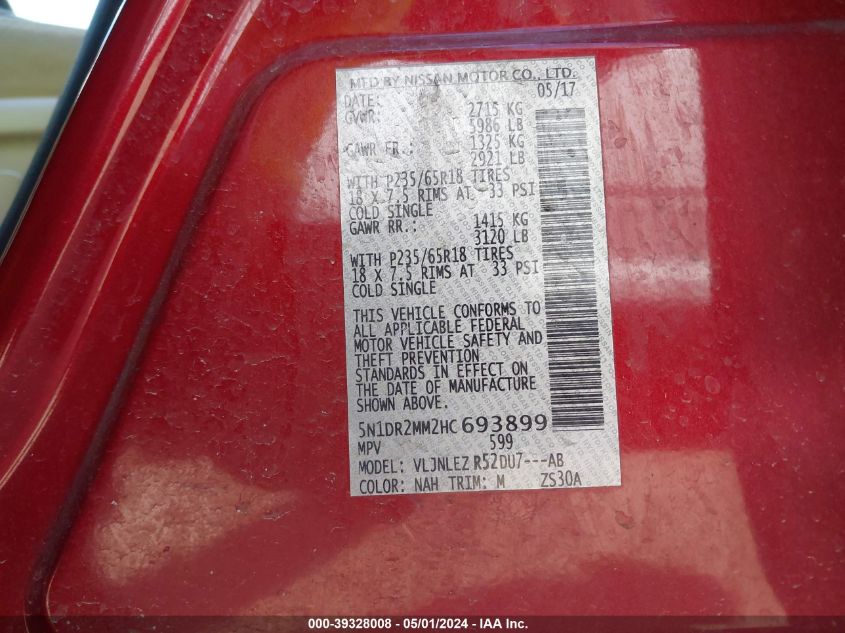 MFD BY NISSAN MOTOR CO., LTD.
DATE: 05/17
GVWR: 2715 KG
5986 LB
GAWR FR.: 1325 KG
2921 LB
WITH P235/65R18 TIRES
18 X 7.5 RIMS AT 33 PSI
COLD SINGLE
GAWR RR.: 1415 KG
3120 LB
WITH P235/65R18 TIRES
18 X 7.5 RIMS AT 33 PSI
COLD SINGLE
THIS VEHICLE CONFORMS TO
ALL APPLICABLE FEDERAL
MOTOR VEHICLE SAFETY AND
THEFT PREVENTION
STANDARDS IN EFFECT ON
THE DATE OF MANUFACTURE
SHOWN ABOVE.
5N1DR2MM2HC693899
MPV 599
MODEL: VLJNLEZ R52DU7---AB
COLOR: NAH TRIM: M ZS30A
000-39328008 - 05/01/2024 - IAA Inc.